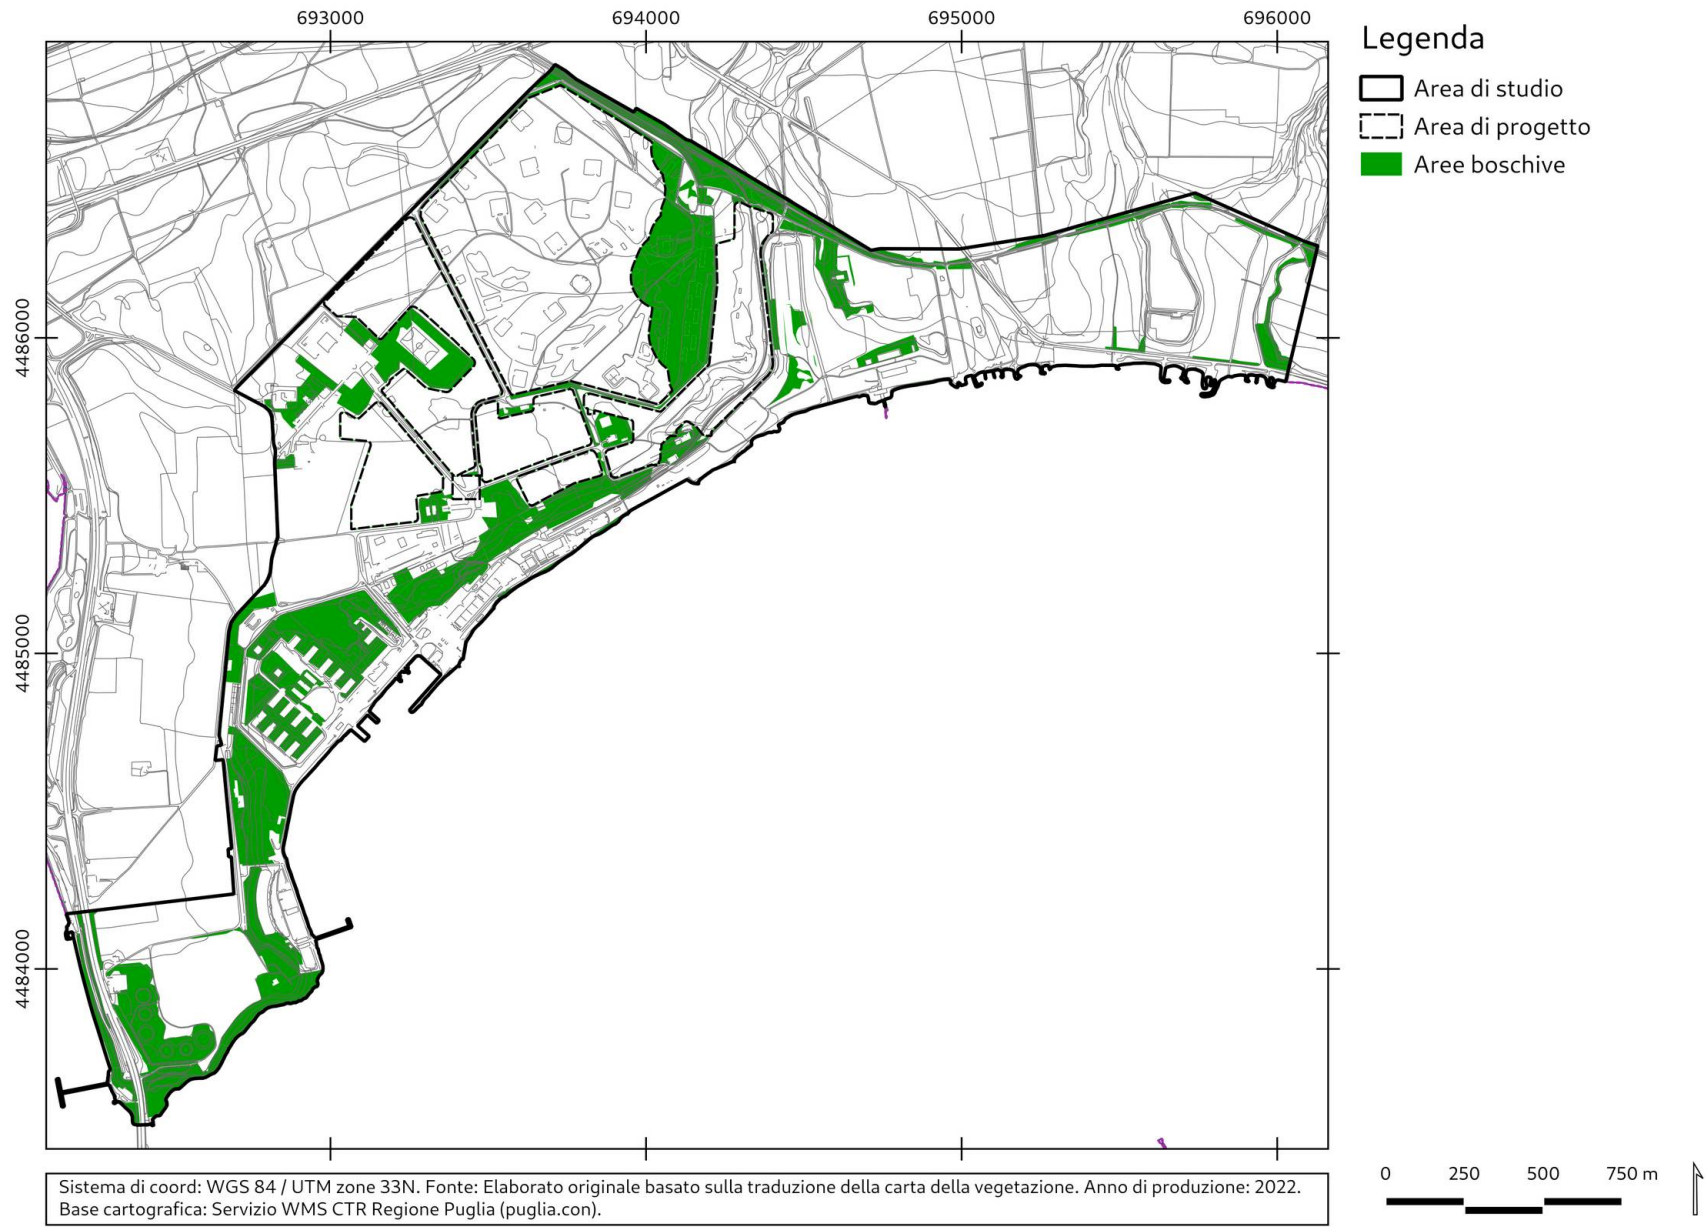 693000 694000 695000 696000
Legenda
Area di studio
Area di progetto
Aree boschive
4486000
4485000
4484000
0 250 500 750 m
Sistema di coord: WGS 84 / UTM zone 33N. Fonte: Elaborato originale basato sulla traduzione della carta della vegetazione. Anno di produzione: 2022.
Base cartografica: Servizio WMS CTR Regione Puglia (puglia.con).